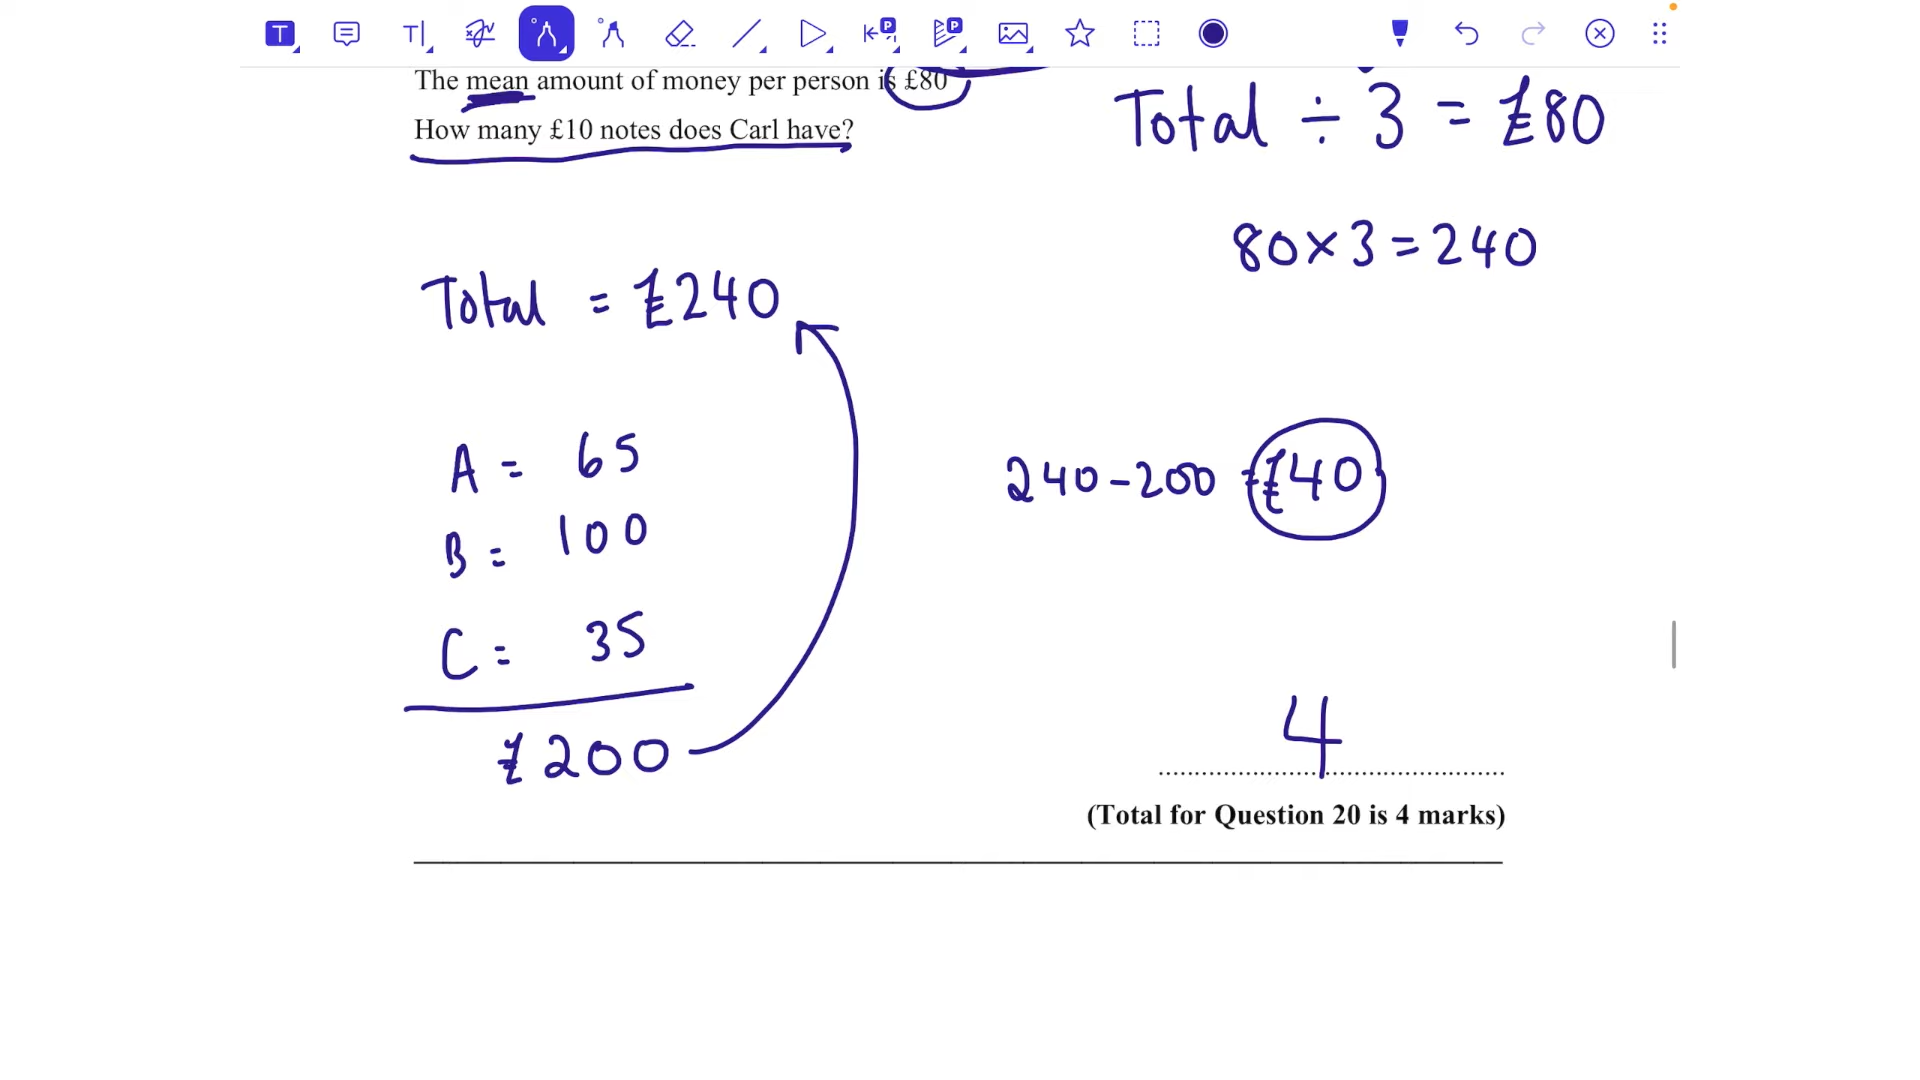 The mean amount of money per person is £80
How many £10 notes does Carl have?
Total ÷ 3 = £80
80 × 3 = 240
Total = £240
A = 65
B = 100
C = 35
£200
240 - 200 = £40
4
(Total for Question 20 is 4 marks)